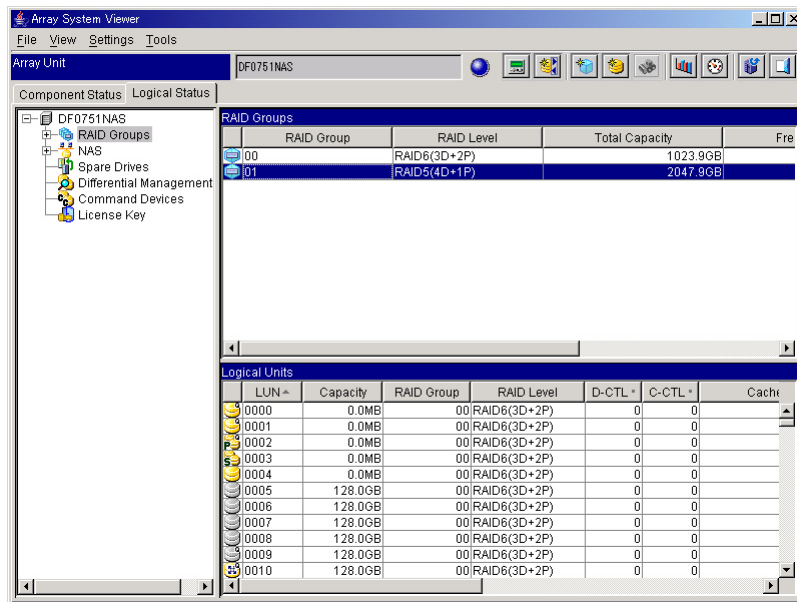 Array System Viewer
File View Settings Tools
Array Unit DF0751NAS
Component Status Logical Status
DF0751NAS
RAID Groups
NAS
Spare Drives
Differential Management
Command Devices
License Key
RAID Groups
RAID Group RAID Level Total Capacity Fre
00 RAID6(3D+2P) 1023.9GB
01 RAID5(4D+1P) 2047.9GB
Logical Units
LUN Capacity RAID Group RAID Level D-CTL * C-CTL * Cache
0000 0.0MB 00 RAID6(3D+2P) 0 0
0001 0.0MB 00 RAID6(3D+2P) 0 0
P 0002 0.0MB 00 RAID6(3D+2P) 0 0
S 0003 0.0MB 00 RAID6(3D+2P) 0 0
0004 0.0MB 00 RAID6(3D+2P) 0 0
0005 128.0GB 00 RAID6(3D+2P) 0 0
0006 128.0GB 00 RAID6(3D+2P) 0 0
0007 128.0GB 00 RAID6(3D+2P) 0 0
0008 128.0GB 00 RAID6(3D+2P) 0 0
0009 128.0GB 00 RAID6(3D+2P) 0 0
0010 128.0GB 00 RAID6(3D+2P) 0 0